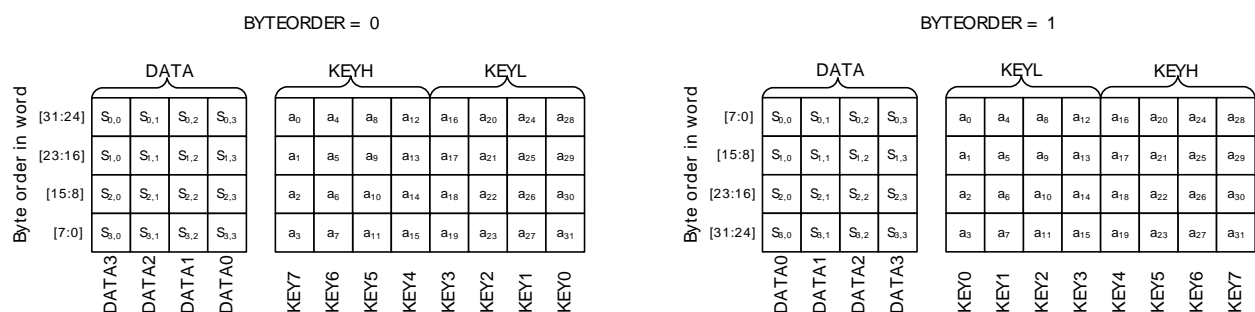 BYTEORDER = 0
DATA KEYH KEYL
Byte order in word
[31:24] S0,0 S0,1 S0,2 S0,3 a0 a4 a8 a12 a16 a20 a24 a28
[23:16] S1,0 S1,1 S1,2 S1,3 a1 a5 a9 a13 a17 a21 a25 a29
[15:8] S2,0 S2,1 S2,2 S2,3 a2 a6 a10 a14 a18 a22 a26 a30
[7:0] S3,0 S3,1 S3,2 S3,3 a3 a7 a11 a15 a19 a23 a27 a31
DATA3 DATA2 DATA1 DATA0 KEY7 KEY6 KEY5 KEY4 KEY3 KEY2 KEY1 KEY0
BYTEORDER = 1
DATA KEYL KEYH
Byte order in word
[7:0] S0,0 S0,1 S0,2 S0,3 a0 a4 a8 a12 a16 a20 a24 a28
[15:8] S1,0 S1,1 S1,2 S1,3 a1 a5 a9 a13 a17 a21 a25 a29
[23:16] S2,0 S2,1 S2,2 S2,3 a2 a6 a10 a14 a18 a22 a26 a30
[31:24] S3,0 S3,1 S3,2 S3,3 a3 a7 a11 a15 a19 a23 a27 a31
DATA0 DATA1 DATA2 DATA3 KEY0 KEY1 KEY2 KEY3 KEY4 KEY5 KEY6 KEY7